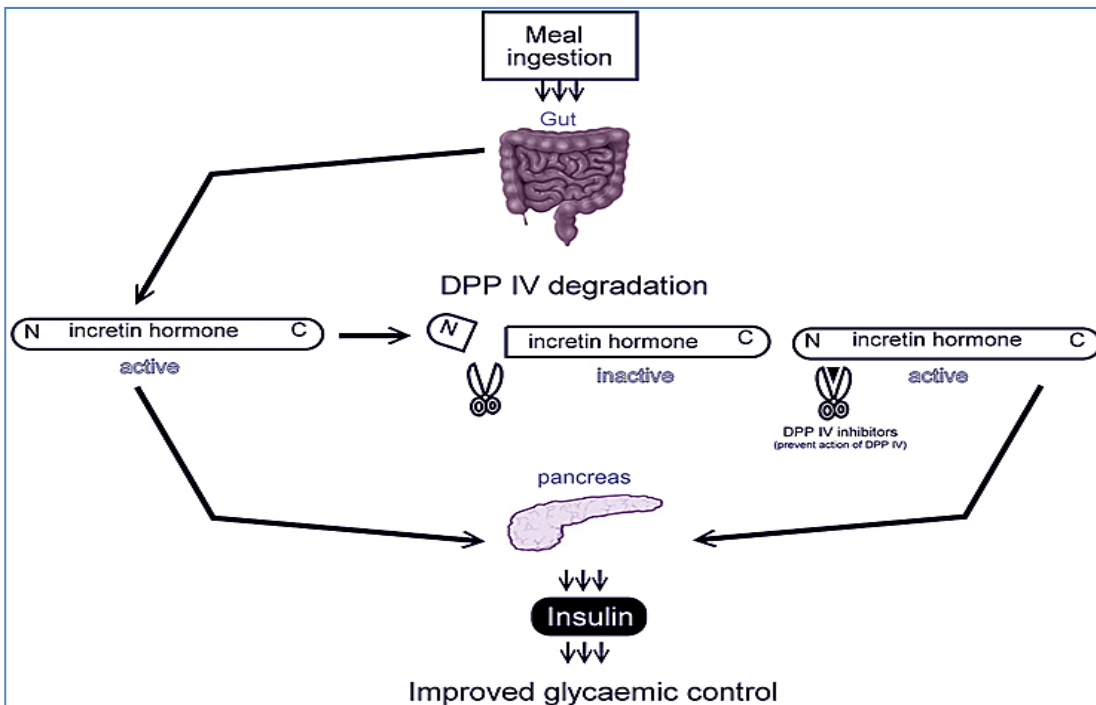 Meal
ingestion
Gut
DPP IV degradation
N incretin hormone C
active
N
incretin hormone C
inactive
N incretin hormone C
active
DPP IV inhibitors
(prevent action of DPP IV)
pancreas
Insulin
Improved glycaemic control